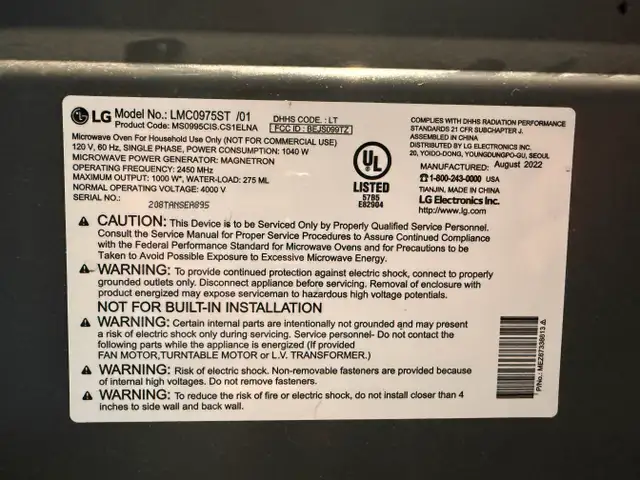 LG Model No.: LMC0975ST /01
Product Code: MS0995CIS.CS1ELNA
DHHS CODE. : LT
FCC ID : BEJS099TZ
Microwave Oven For Household Use Only (NOT FOR COMMERCIAL USE)
120 V, 60 Hz, SINGLE PHASE, POWER CONSUMPTION: 1040 W
MICROWAVE POWER GENERATOR: MAGNETRON
OPERATING FREQUENCY: 2450 MHz
MAXIMUM OUTPUT: 1000 W*, WATER-LOAD: 275 ML
NORMAL OPERATING VOLTAGE: 4000 V
SERIAL NO.:
208TAMSEA895
UL
LISTED
57B5
E82904
COMPLIES WITH DHHS RADIATION PERFORMANCE
STANDARDS 21 CFR SUBCHAPTER J.
ASSEMBLED IN CHINA
DISTRIBUTED BY LG ELECTRONICS INC.
20, YOIDO-DONG, YOUNGDUNGPO-GU, SEOUL
MANUFACTURED: August 2022
1-800-243-0000 USA
TIANJIN, MADE IN CHINA
LG Electronics Inc.
http://www.lg.com
CAUTION: This Device is to be Serviced Only by Properly Qualified Service Personnel.
Consult the Service Manual for Proper Service Procedures to Assure Continued Compliance
with the Federal Performance Standard for Microwave Ovens and for Precautions to be
Taken to Avoid Possible Exposure to Excessive Microwave Energy.
WARNING: To provide continued protection against electric shock, connect to properly
grounded outlets only. Disconnect appliance before servicing. Removal of enclosure with
product energized may expose serviceman to hazardous high voltage potentials.
NOT FOR BUILT-IN INSTALLATION
WARNING: Certain internal parts are intentionally not grounded and may present
a risk of electric shock only during servicing. Service personnel- Do not contact the
following parts while the appliance is energized (If provided
FAN MOTOR,TURNTABLE MOTOR or L.V. TRANSFORMER.)
WARNING: Risk of electric shock. Non-removable fasteners are provided because
of internal high voltages. Do not remove fasteners.
WARNING: To reduce the risk of fire or electric shock, do not install closer than 4
inches to side wall and back wall.
P/No.: MEZ67338613 A